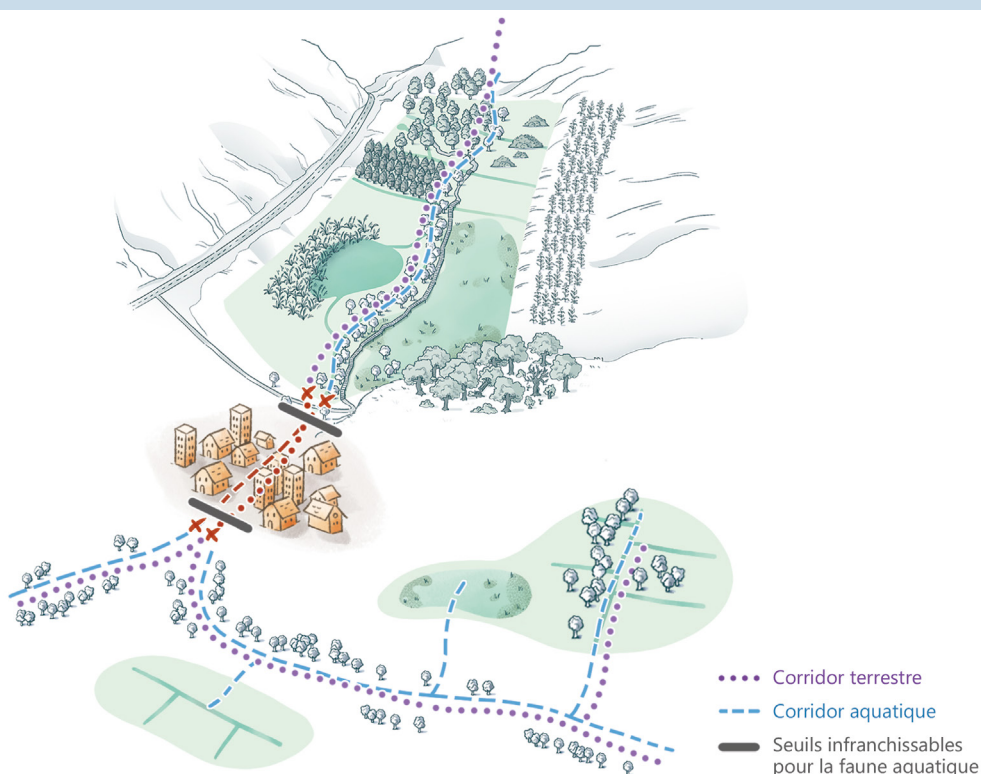 Corridor terrestre
Corridor aquatique
Seuils infranchissables
pour la faune aquatique